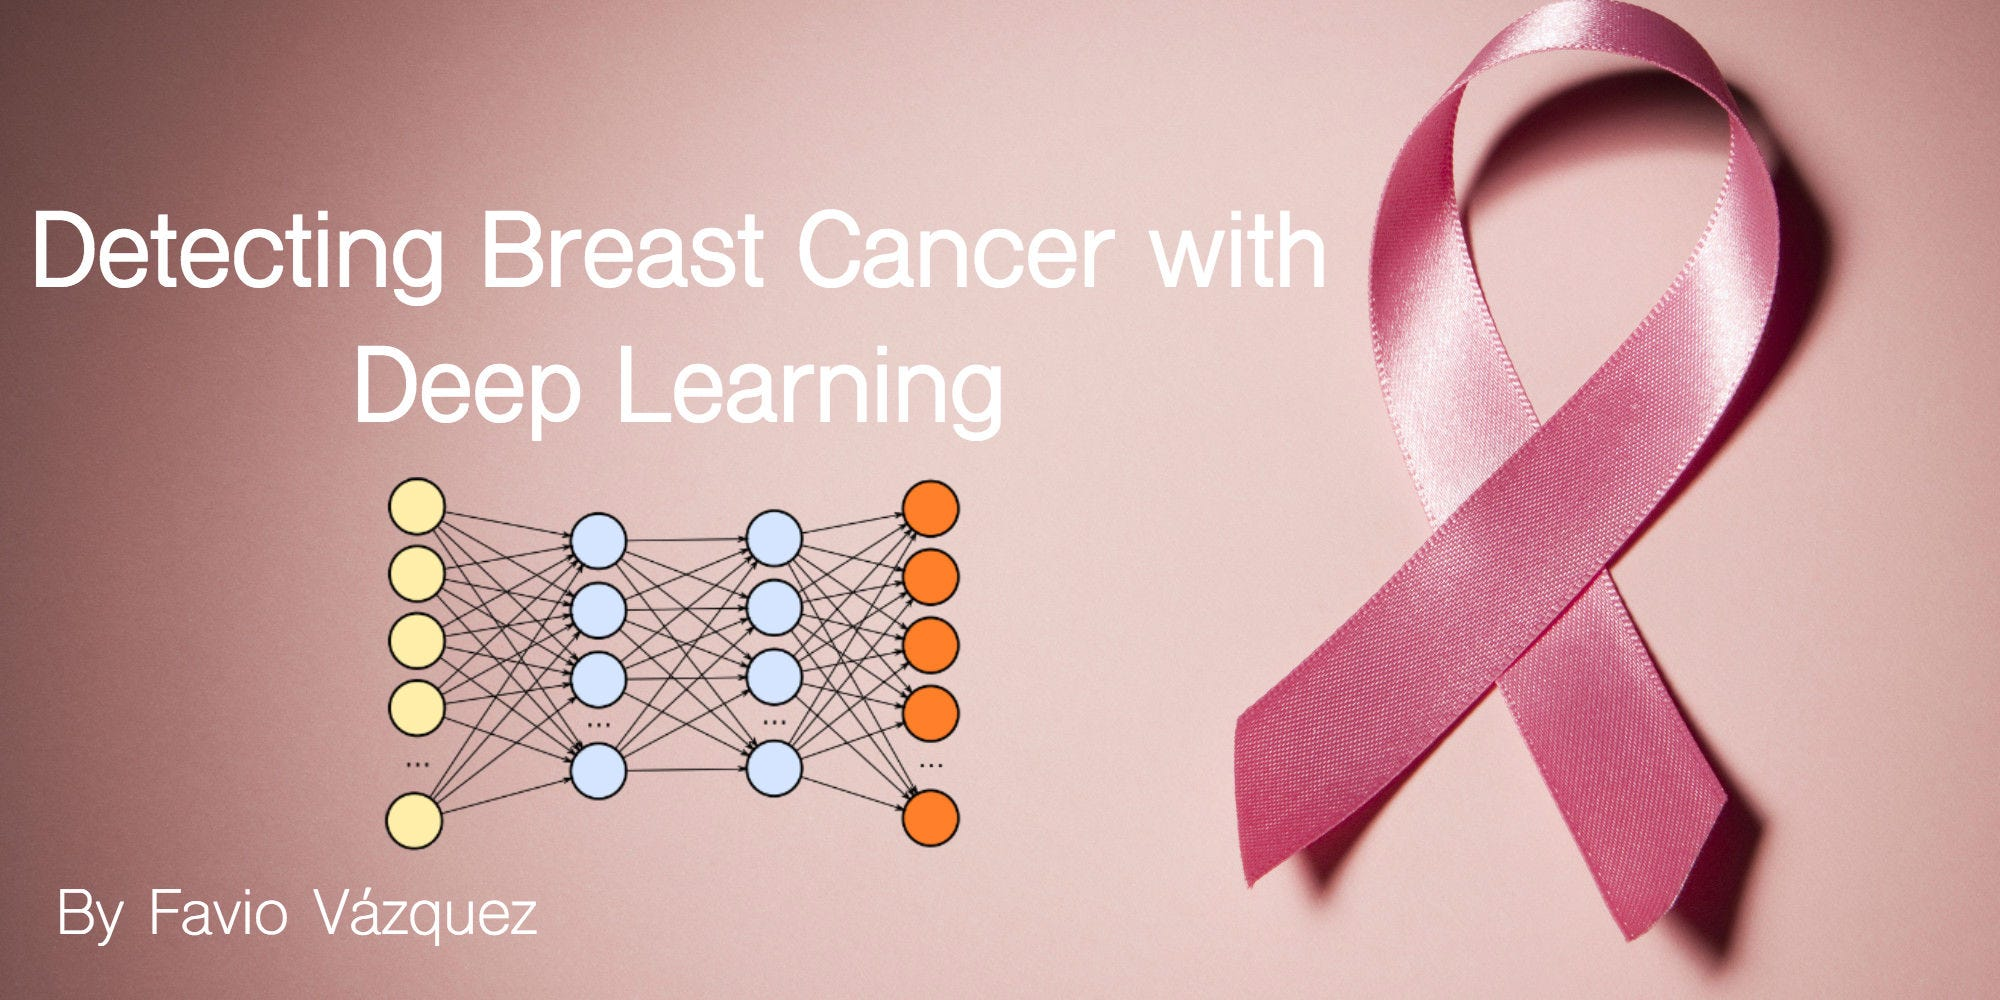 Detecting Breast Cancer with
Deep Learning
...
...
...
...
By Favio Vázquez